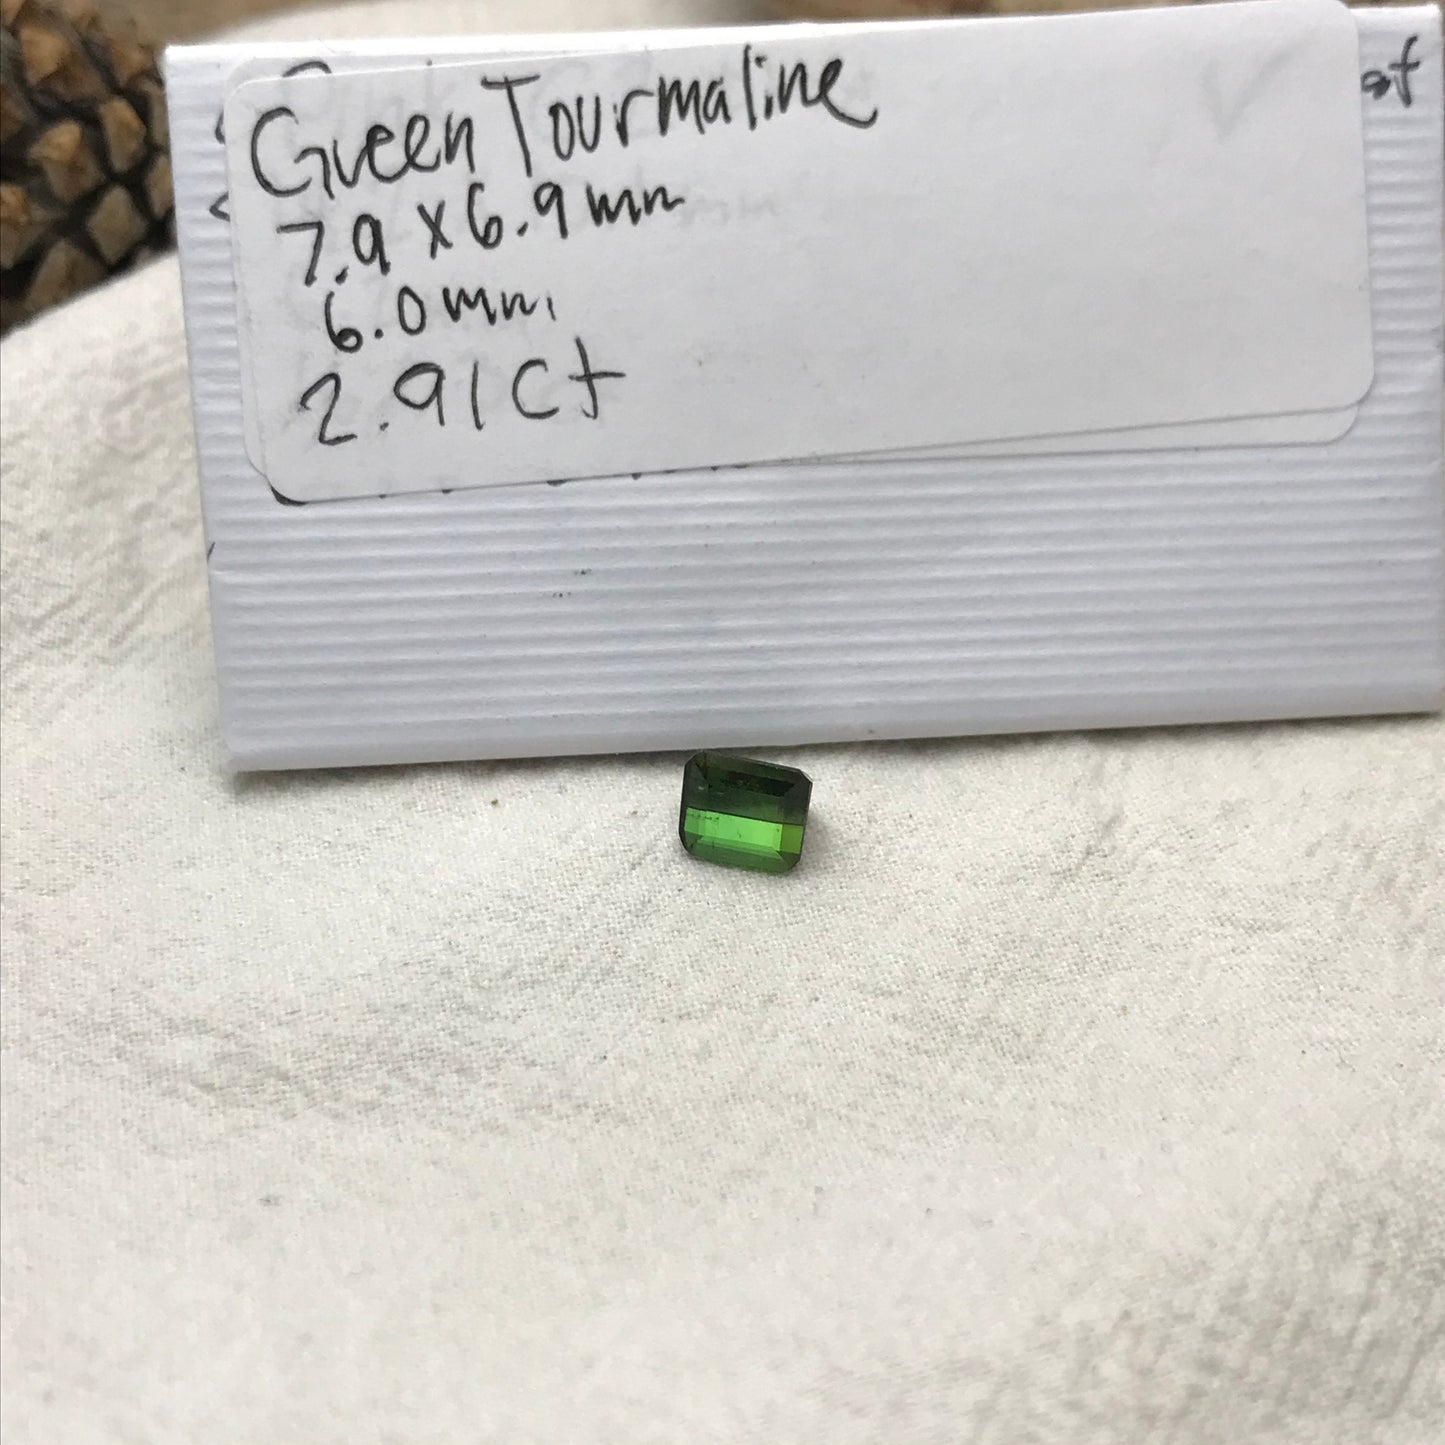 Green Tourmaline
7.9 x 6.9 mm
6.0 mm
2.91 ct